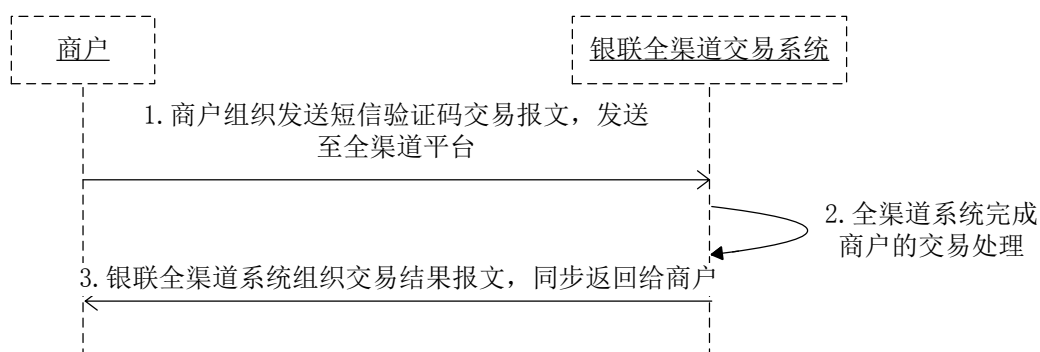 商户
银联全渠道交易系统
1.商户组织发送短信验证码交易报文，发送
至全渠道平台
2.全渠道系统完成
商户的交易处理
3.银联全渠道系统组织交易结果报文，同步返回给商户